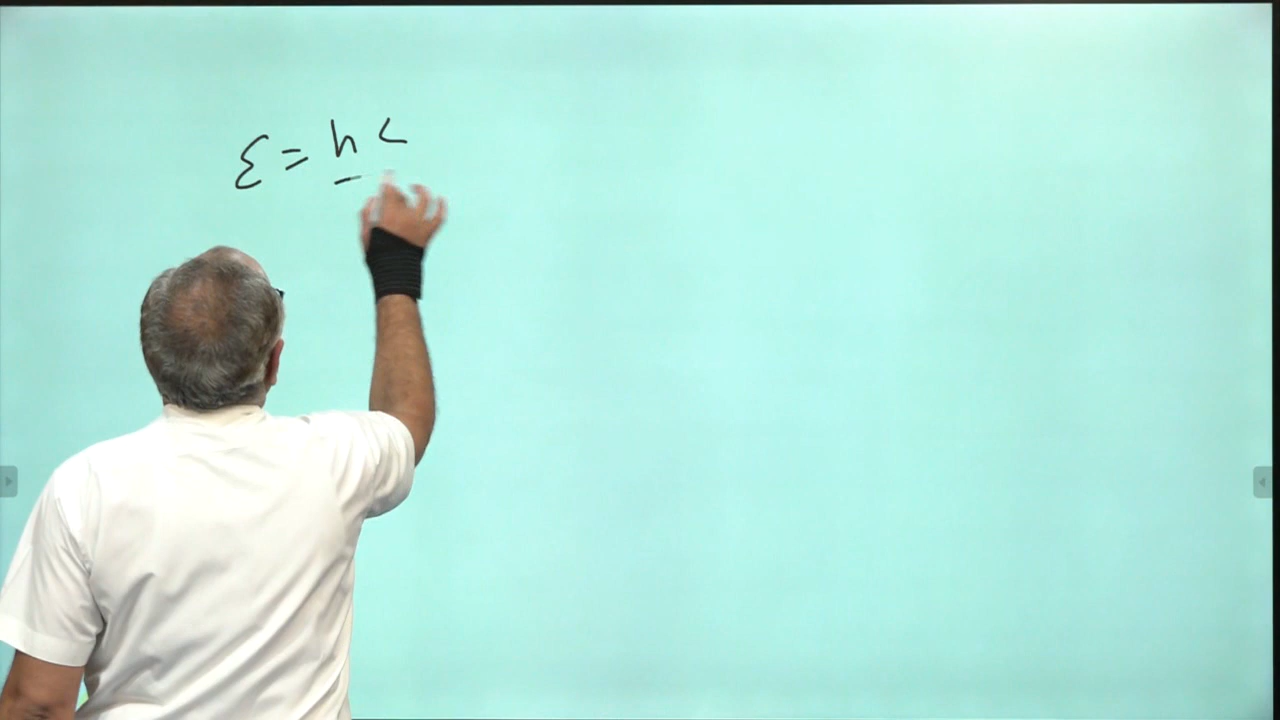 ε = hc